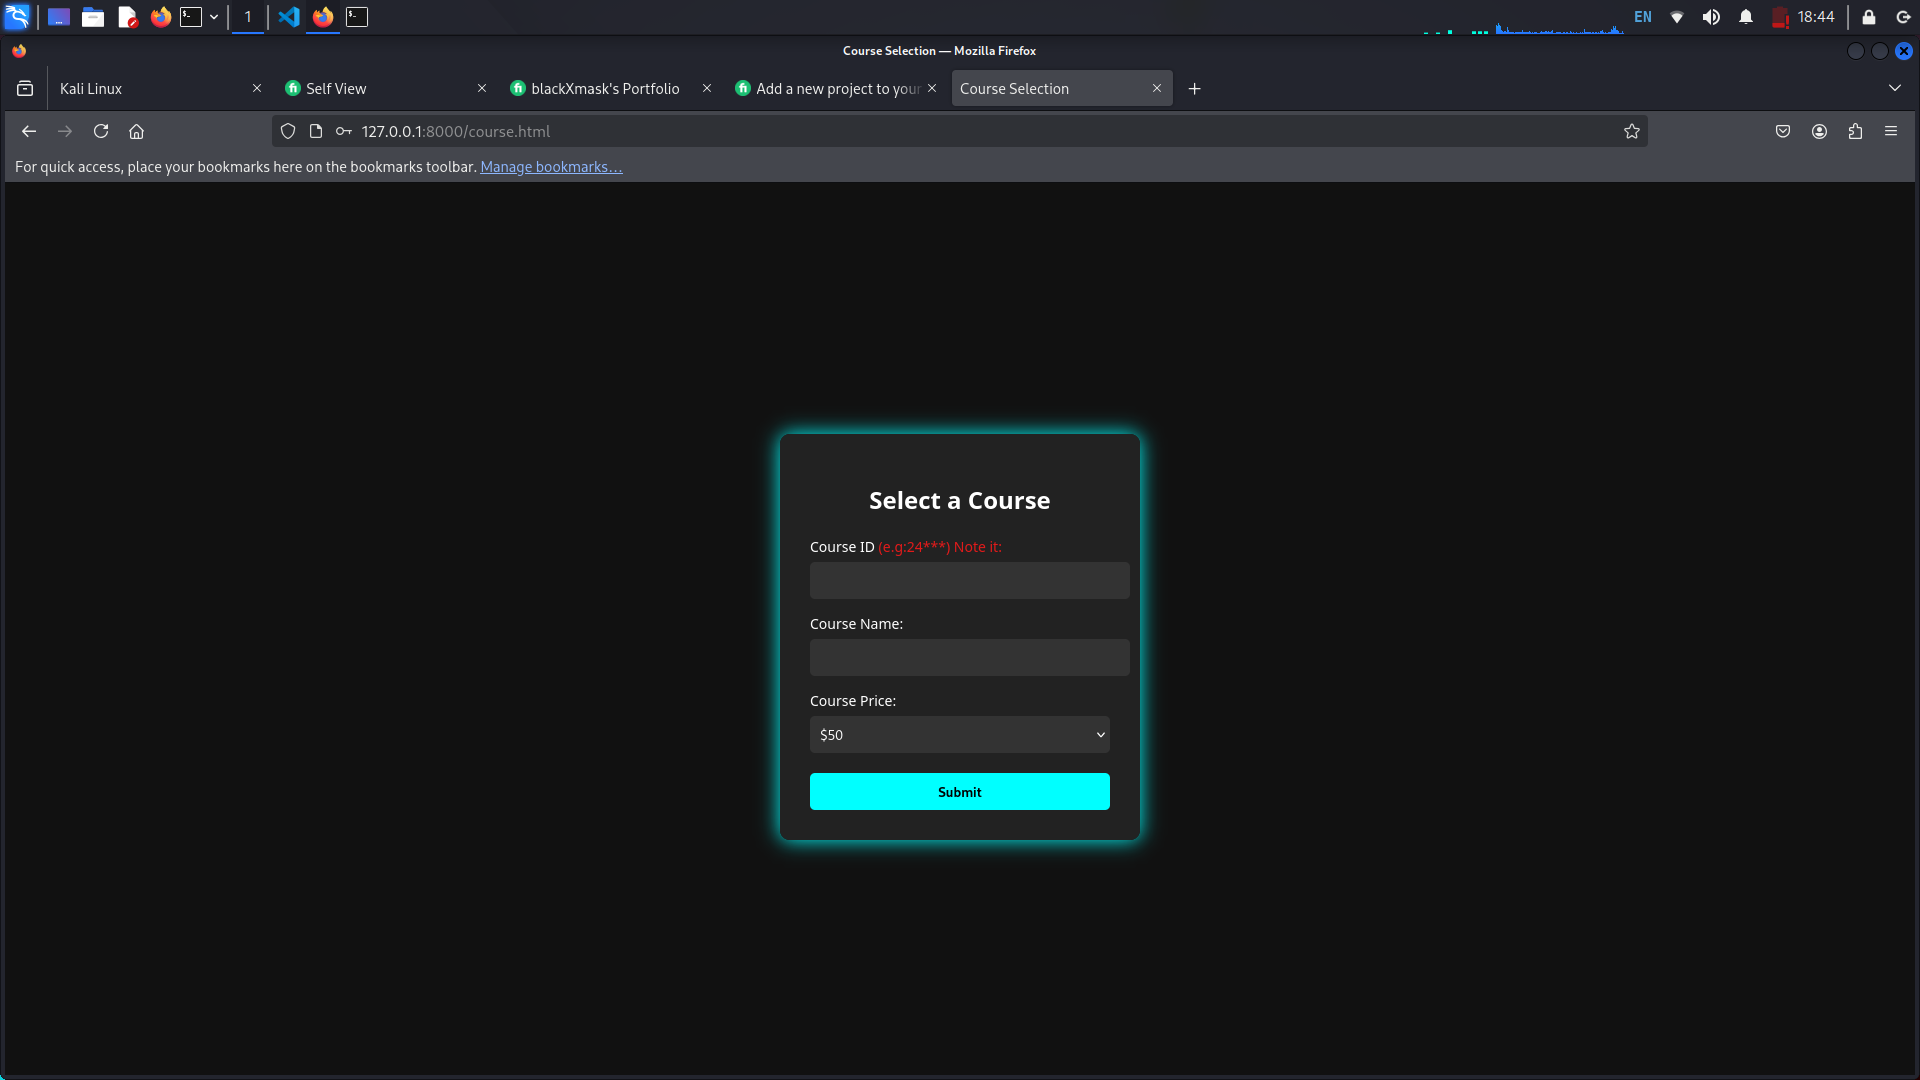 1
EN
18:44
Course Selection — Mozilla Firefox
Kali Linux
Self View
blackXmask's Portfolio
Add a new project to your
Course Selection
127.0.0.1:8000/course.html
For quick access, place your bookmarks here on the bookmarks toolbar. Manage bookmarks...
Select a Course
Course ID (e.g:24***) Note it:
Course Name:
Course Price:
$50
Submit